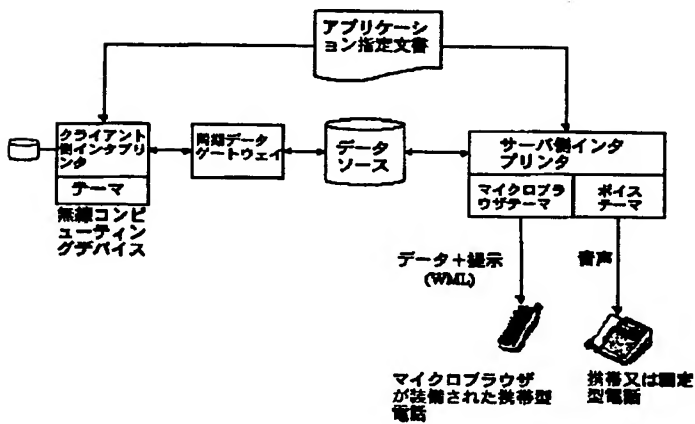 アプリケーシ
ョン指定文書
クライアント
側インタプリ
ンタ
テーマ
無線コンピ
ューティン
グデバイス
同期データ
ゲートウェイ
データ
ソース
サーバ側インタ
プリンタ
マイクロブラ
ウザテーマ
ボイス
テーマ
データ+提示
(WML)
音声
マイクロブラウザ
が装備された携帯型
電話
携帯又は固定
型電話